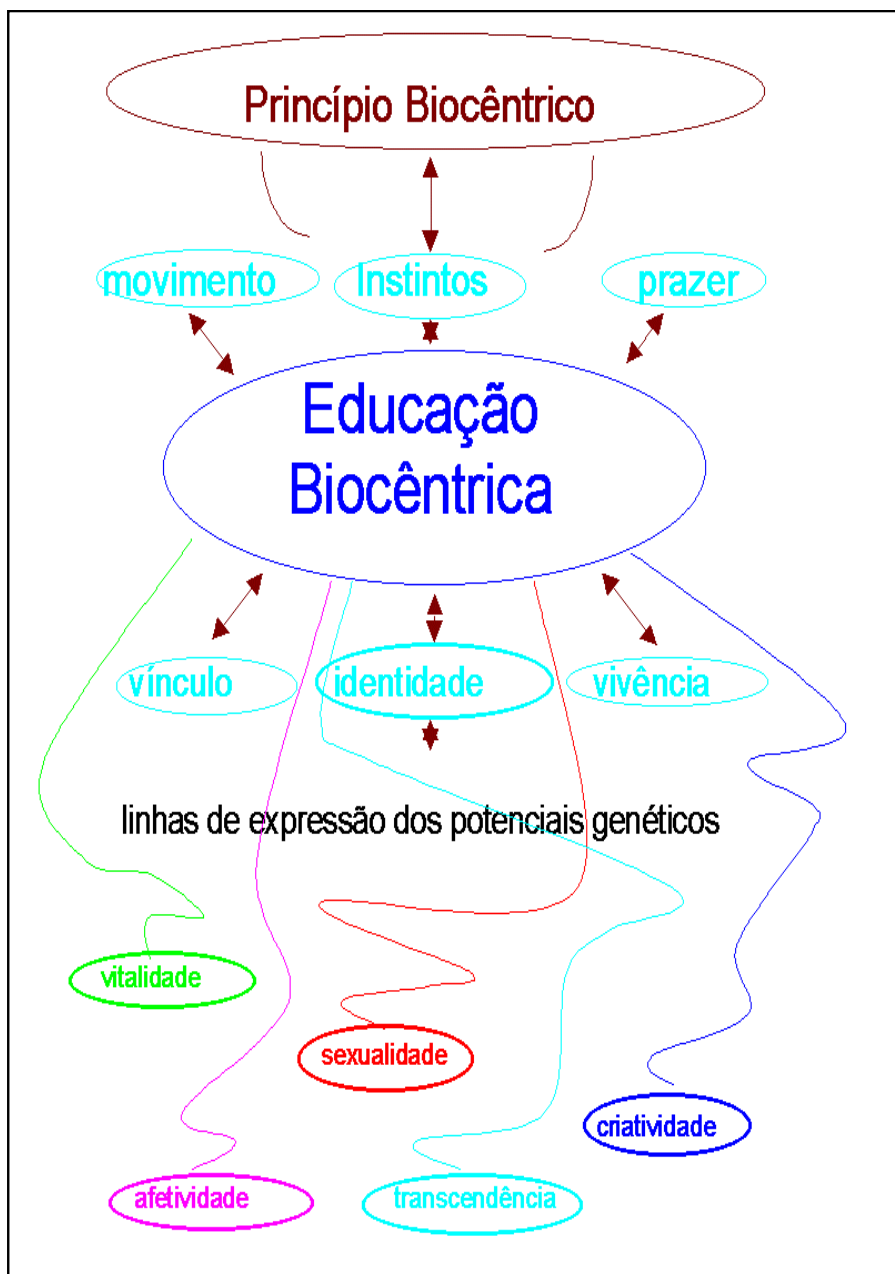 Princípio Biocêntrico
movimento
Instintos
prazer
Educação
Biocêntrica
vínculo
identidade
vivência
linhas de expressão dos potenciais genéticos
vitalidade
sexualidade
criatividade
afetividade
transcendência